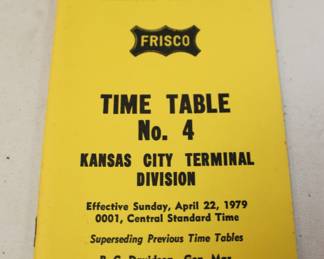 FRISCO
TIME TABLE
No. 4
KANSAS CITY TERMINAL
DIVISION
Effective Sunday, April 22, 1979
0001, Central Standard Time
Superseding Previous Time Tables